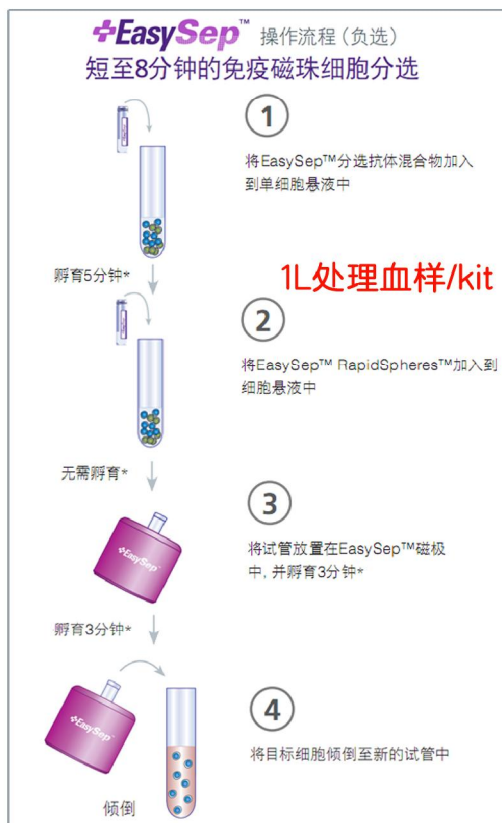 EasySep™ 操作流程(负选)
短至8分钟的免疫磁珠细胞分选
1
将EasySep™分选抗体混合物加入
到单细胞悬液中
孵育5分钟*
1L处理血样/kit
2
将EasySep™ RapidSpheres™加入到
细胞悬液中
无需孵育*
3
将试管放置在EasySep™磁极
中, 并孵育3分钟*
EasySep™
孵育3分钟*
4
将目标细胞倾倒至新的试管中
EasySep™
倾倒